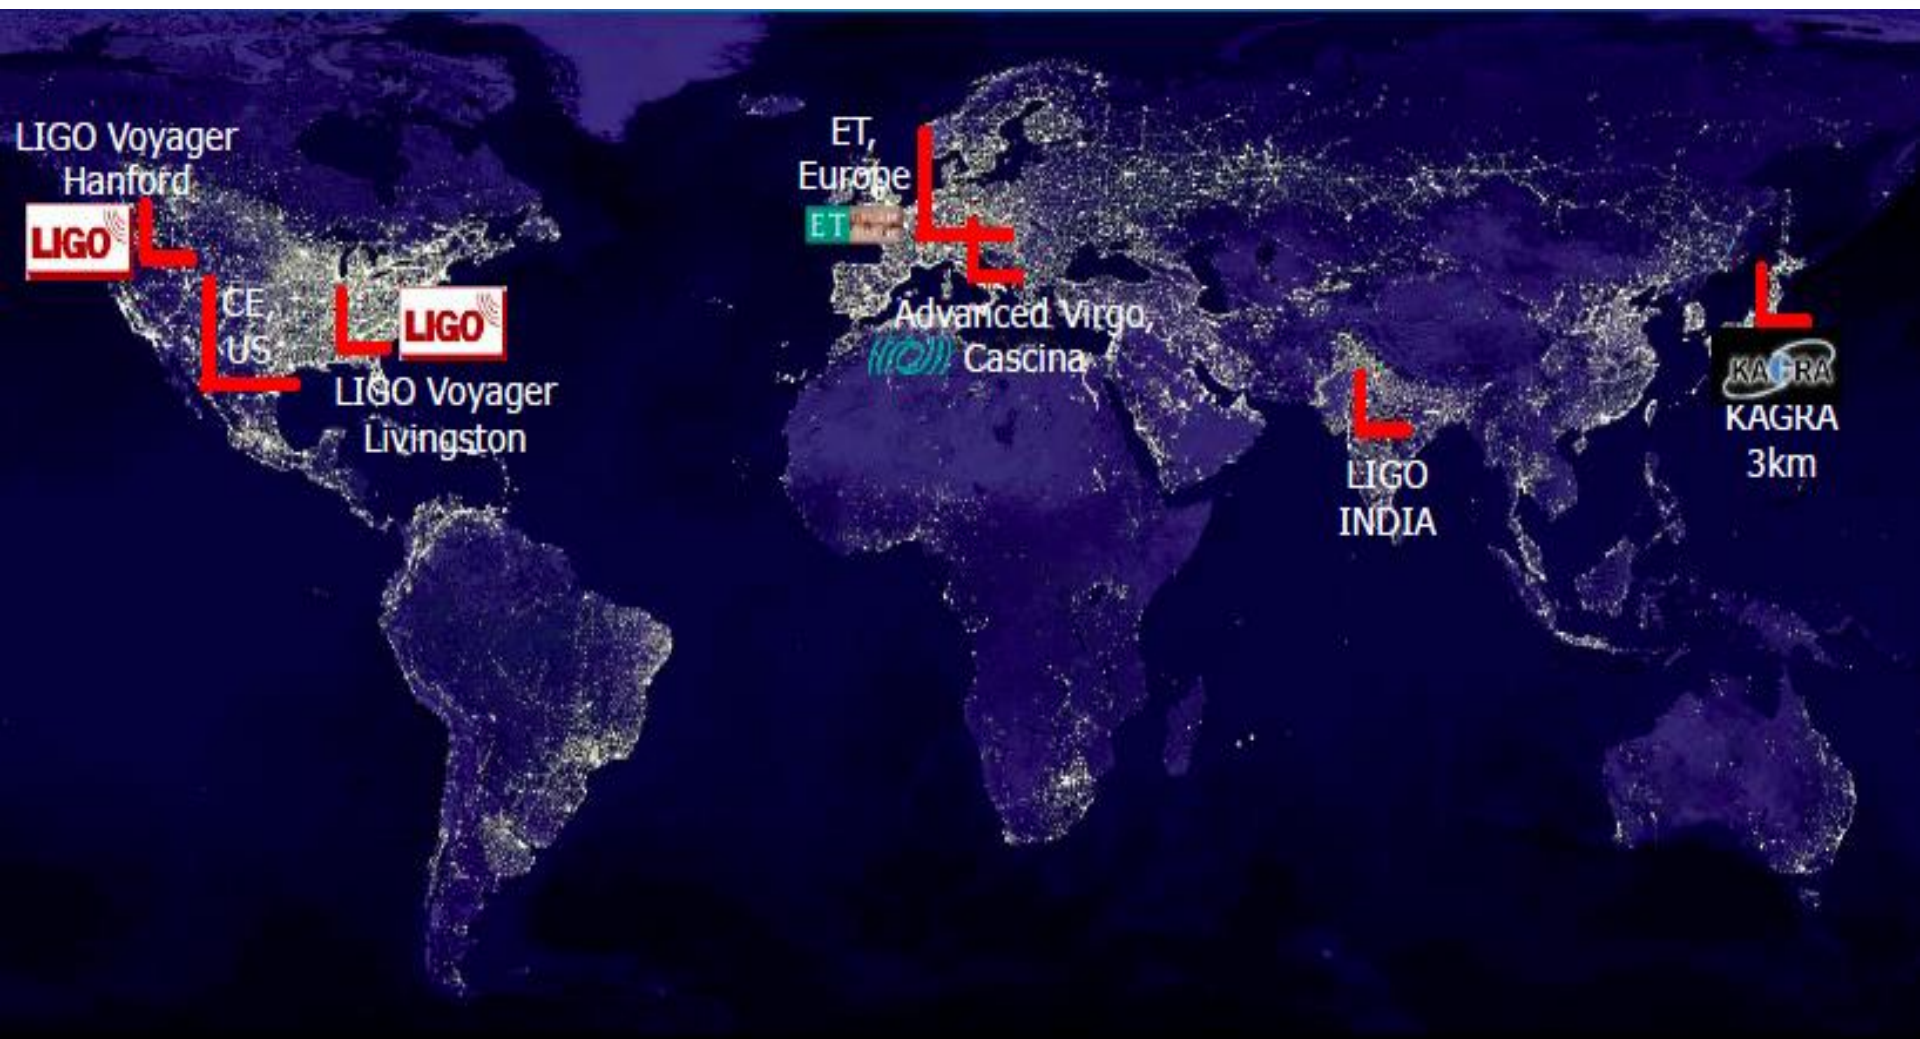 LIGO Voyager
Hanford
LIGO
CE,
US
LIGO
LIGO Voyager
Livingston
ET,
Europe
ET
Advanced Virgo,
Cascina
LIGO
INDIA
KAGRA
KAGRA
3km